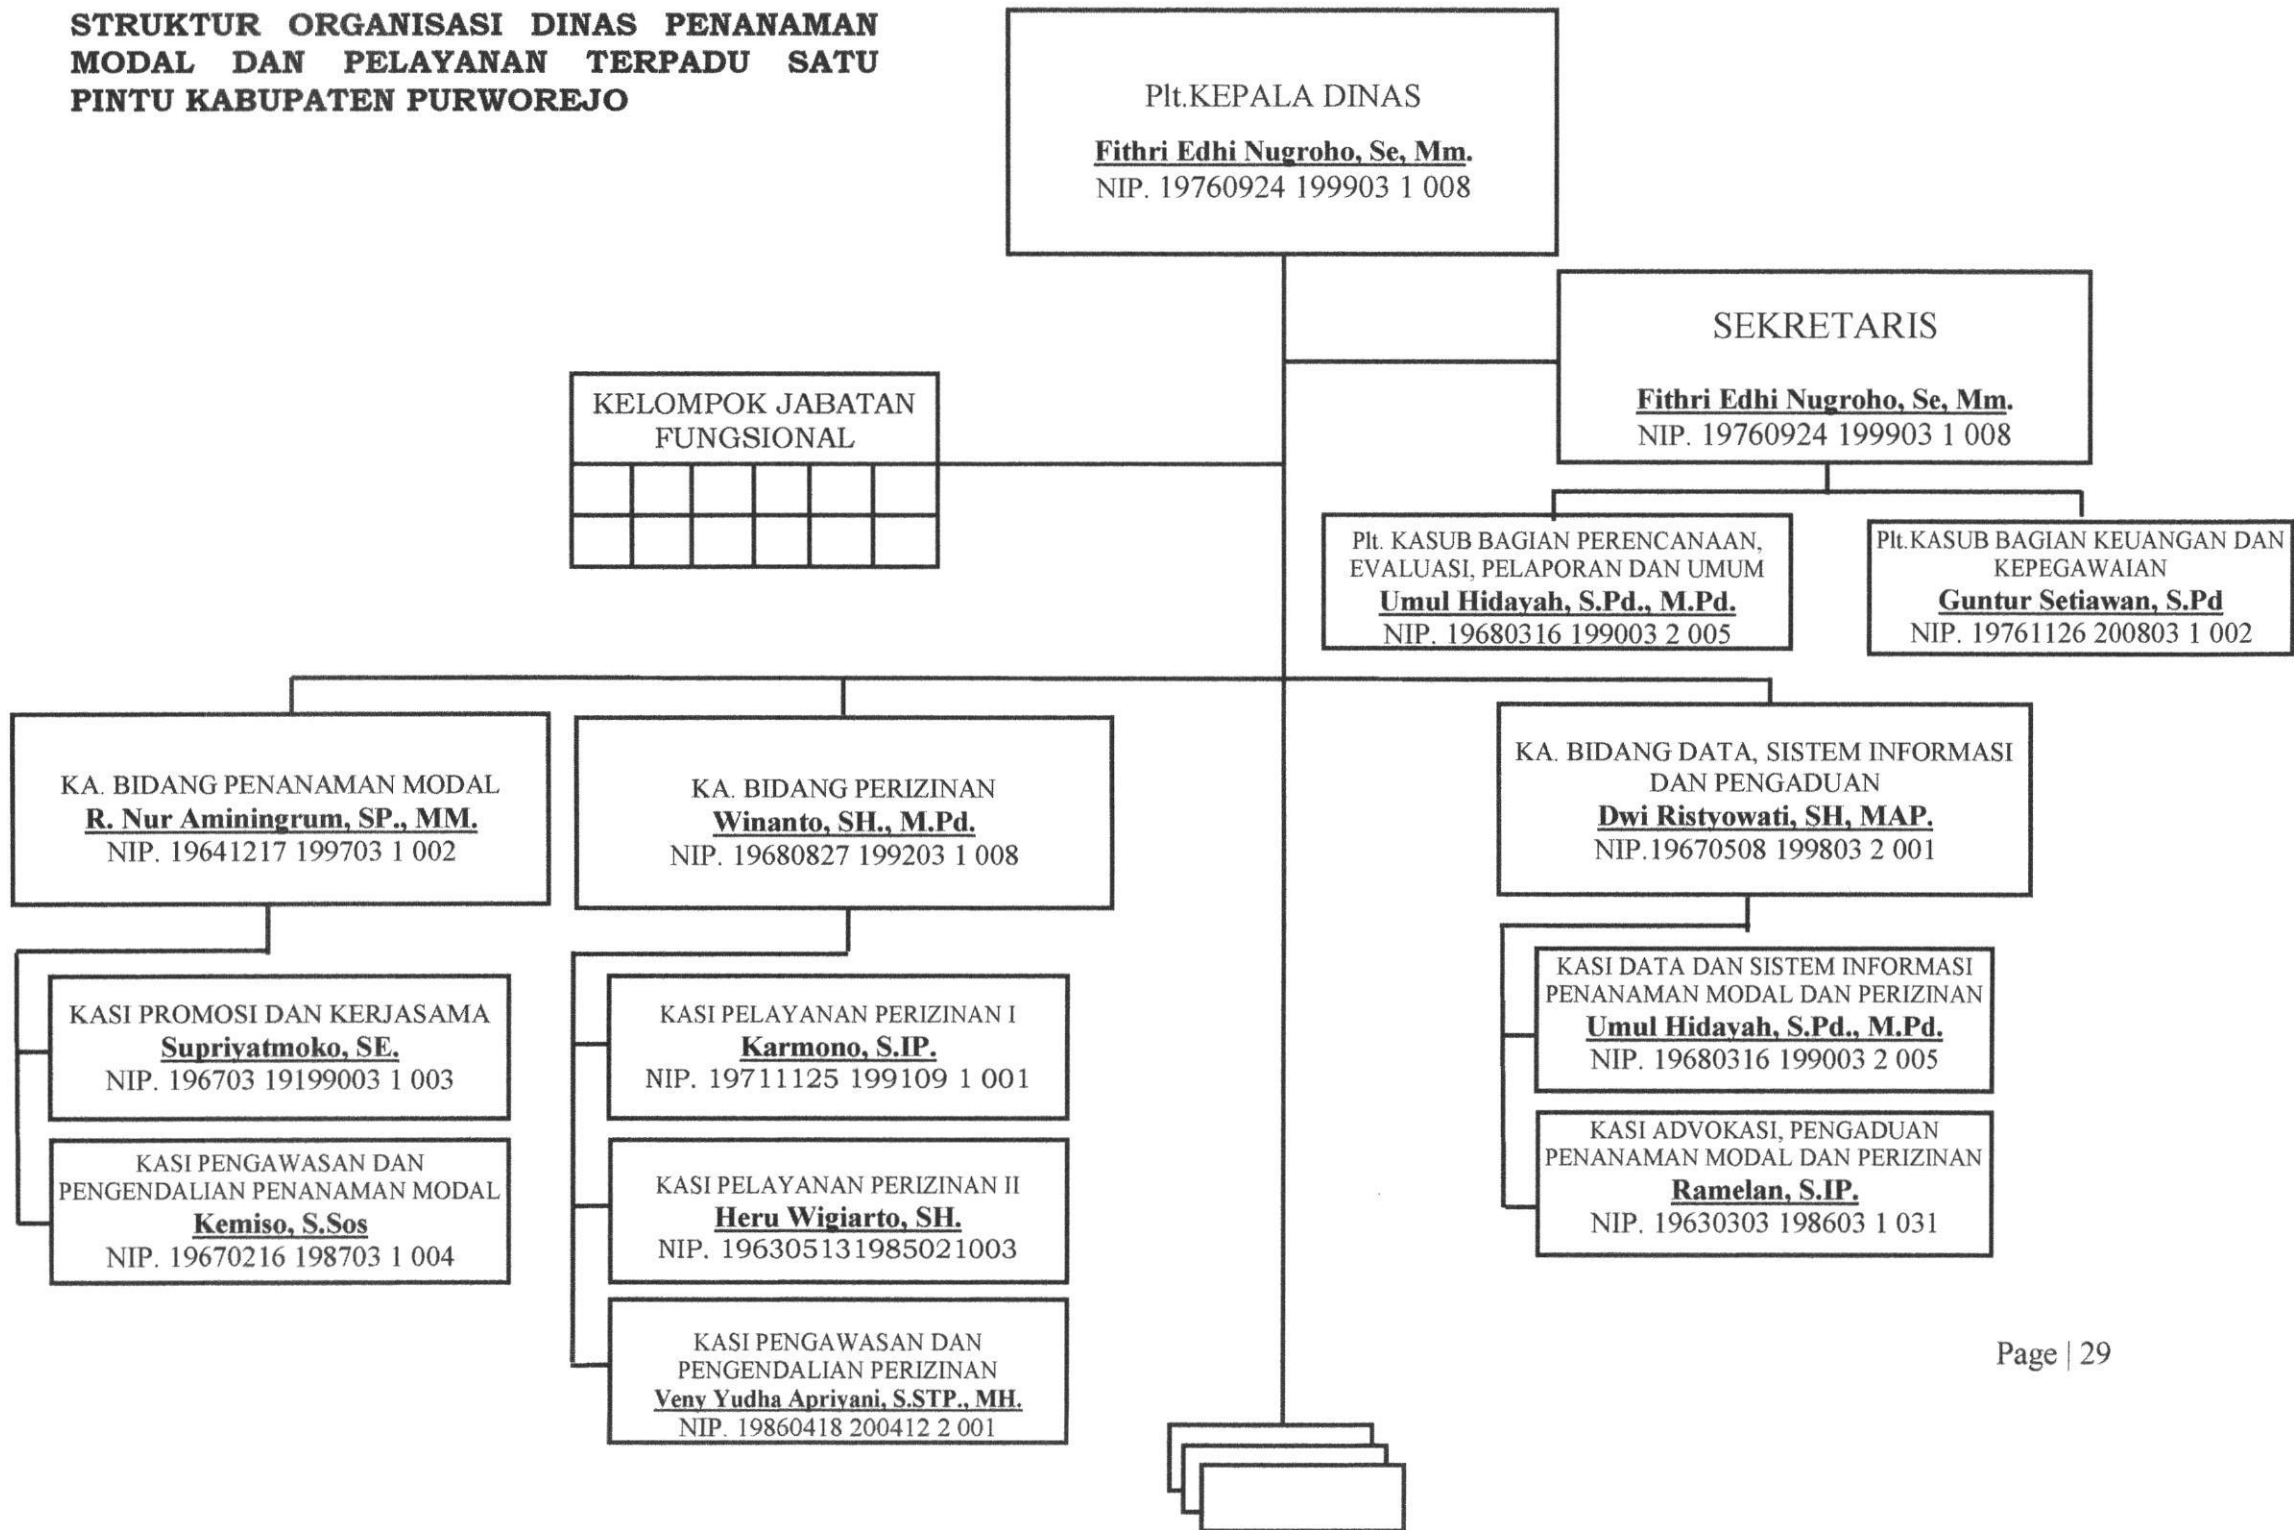 STRUKTUR ORGANISASI DINAS PENANAMAN
MODAL DAN PELAYANAN TERPADU SATU
PINTU KABUPATEN PURWOREJO
Plt.KEPALA DINAS
Fithri Edhi Nugroho, Se, Mm.
NIP. 19760924 199903 1 008
SEKRETARIS
Fithri Edhi Nugroho, Se, Mm.
NIP. 19760924 199903 1 008
KELOMPOK JABATAN
FUNGSIONAL
Plt. KASUB BAGIAN PERENCANAAN,
EVALUASI, PELAPORAN DAN UMUM
Umul Hidayah, S.Pd., M.Pd.
NIP. 19680316 199003 2 005
Plt.KASUB BAGIAN KEUANGAN DAN
KEPEGAWAIAN
Guntur Setiawan, S.Pd
NIP. 19761126 200803 1 002
KA. BIDANG PENANAMAN MODAL
R. Nur Aminingrum, SP., MM.
NIP. 19641217 199703 1 002
KA. BIDANG PERIZINAN
Winanto, SH., M.Pd.
NIP. 19680827 199203 1 008
KA. BIDANG DATA, SISTEM INFORMASI
DAN PENGADUAN
Dwi Ristyowati, SH, MAP.
NIP.19670508 199803 2 001
KASI PROMOSI DAN KERJASAMA
Supriyatmoko, SE.
NIP. 196703 19199003 1 003
KASI PENGAWASAN DAN
PENGENDALIAN PENANAMAN MODAL
Kemiso, S.Sos
NIP. 19670216 198703 1 004
KASI PELAYANAN PERIZINAN I
Karmono, S.IP.
NIP. 19711125 199109 1 001
KASI PELAYANAN PERIZINAN II
Heru Wigiarto, SH.
NIP. 196305131985021003
KASI PENGAWASAN DAN
PENGENDALIAN PERIZINAN
Veny Yudha Apriyani, S.STP., MH.
NIP. 19860418 200412 2 001
KASI DATA DAN SISTEM INFORMASI
PENANAMAN MODAL DAN PERIZINAN
Umul Hidayah, S.Pd., M.Pd.
NIP. 19680316 199003 2 005
KASI ADVOKASI, PENGADUAN
PENANAMAN MODAL DAN PERIZINAN
Ramelan, S.IP.
NIP. 19630303 198603 1 031
Page | 29